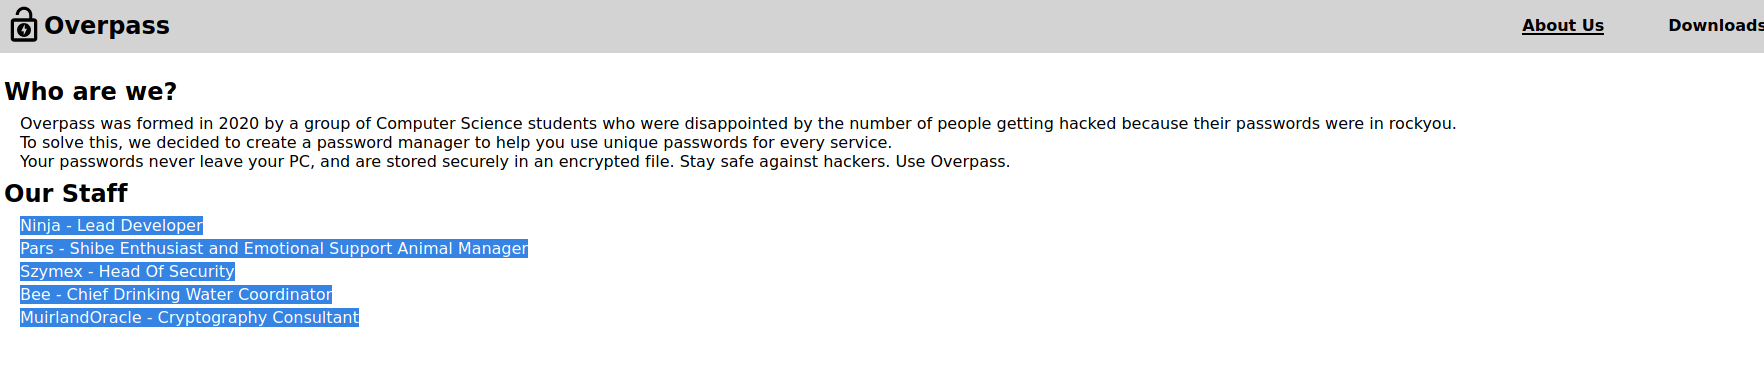 Overpass
About Us
Downloads
Who are we?
Overpass was formed in 2020 by a group of Computer Science students who were disappointed by the number of people getting hacked because their passwords were in rockyou.
To solve this, we decided to create a password manager to help you use unique passwords for every service.
Your passwords never leave your PC, and are stored securely in an encrypted file. Stay safe against hackers. Use Overpass.
Our Staff
Ninja - Lead Developer
Pars - Shibe Enthusiast and Emotional Support Animal Manager
Szymex - Head Of Security
Bee - Chief Drinking Water Coordinator
MuirlandOracle - Cryptography Consultant